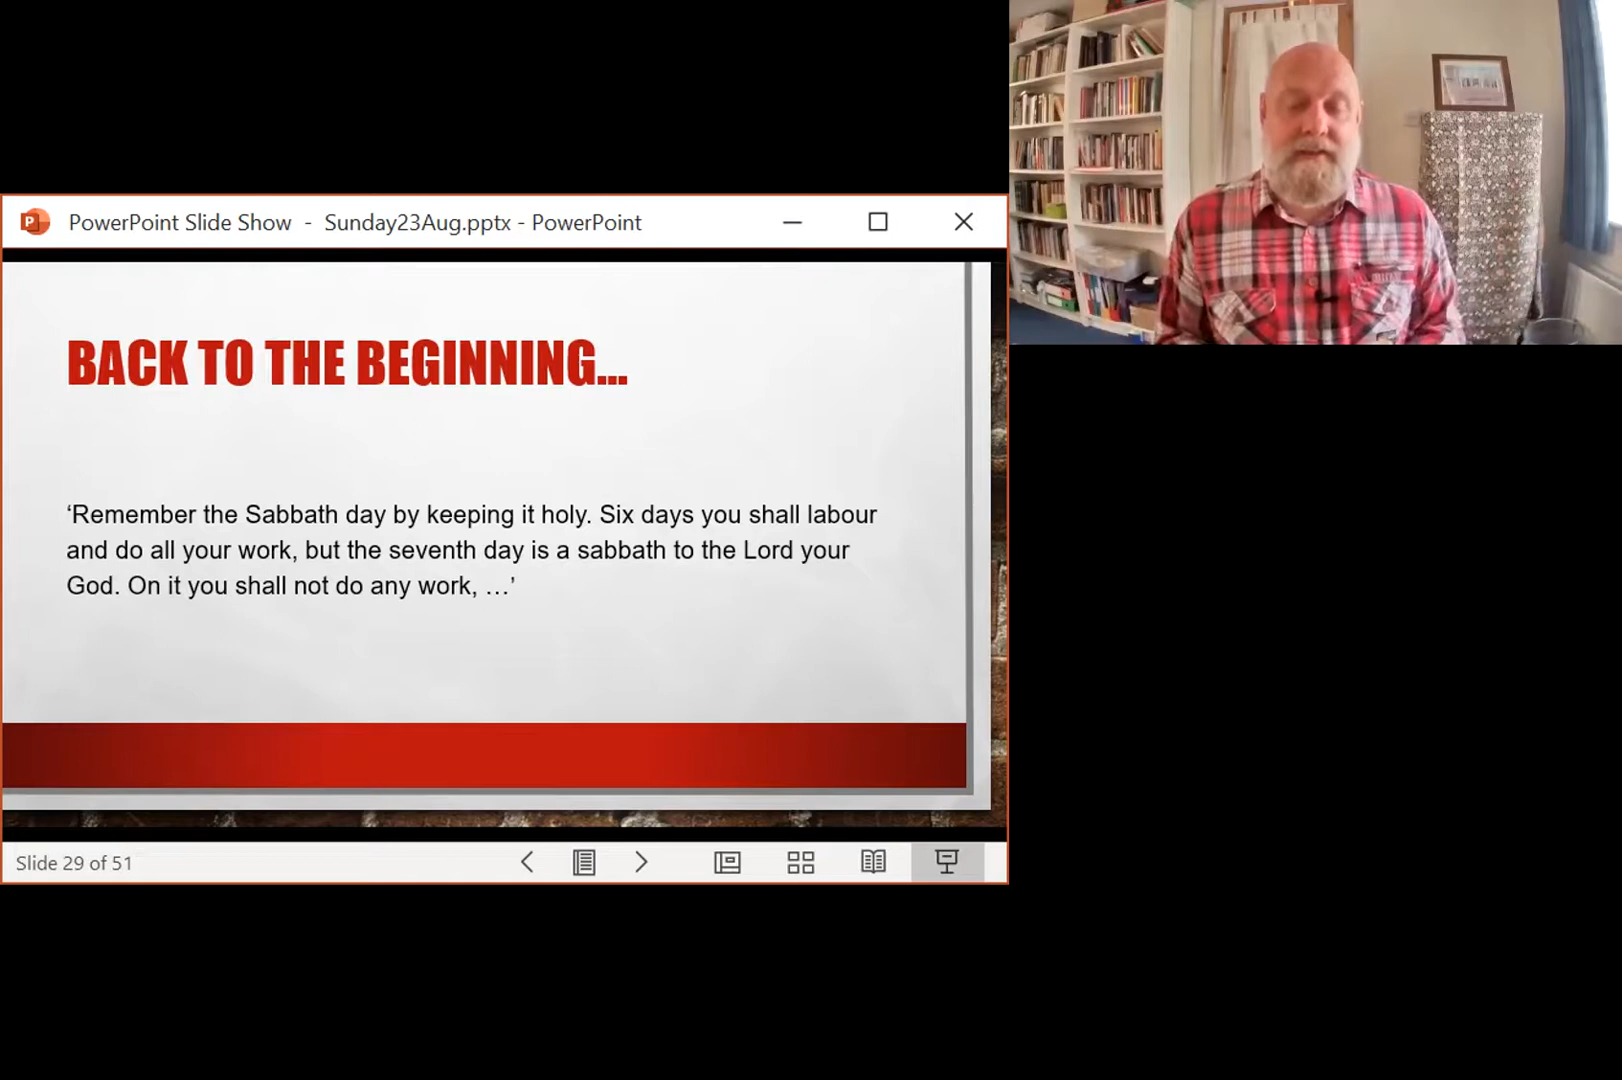 PowerPoint Slide Show - Sunday23Aug.pptx - PowerPoint
BACK TO THE BEGINNING...
‘Remember the Sabbath day by keeping it holy. Six days you shall labour
and do all your work, but the seventh day is a sabbath to the Lord your
God. On it you shall not do any work, …’
Slide 29 of 51